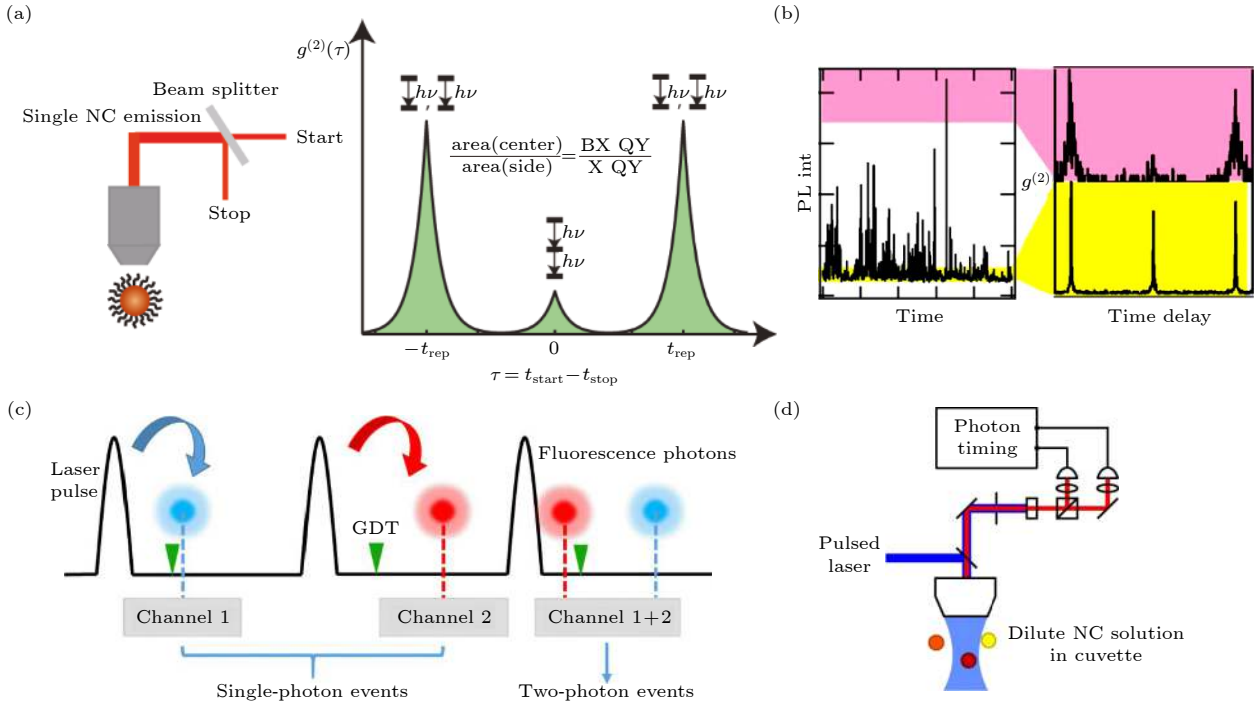 (a)
g(2)(τ)
hν
hν
hν
hν
Beam splitter
Single NC emission
Start
Stop
area(center)
area(side)
=
BX QY
X QY
hν
hν
−trep
0
trep
τ = tstart−tstop
(b)
PL int
g(2)
Time
Time delay
(c)
Laser
pulse
GDT
Fluorescence photons
Channel 1
Channel 2
Channel 1+2
Single-photon events
Two-photon events
(d)
Photon
timing
Pulsed
laser
Dilute NC solution
in cuvette